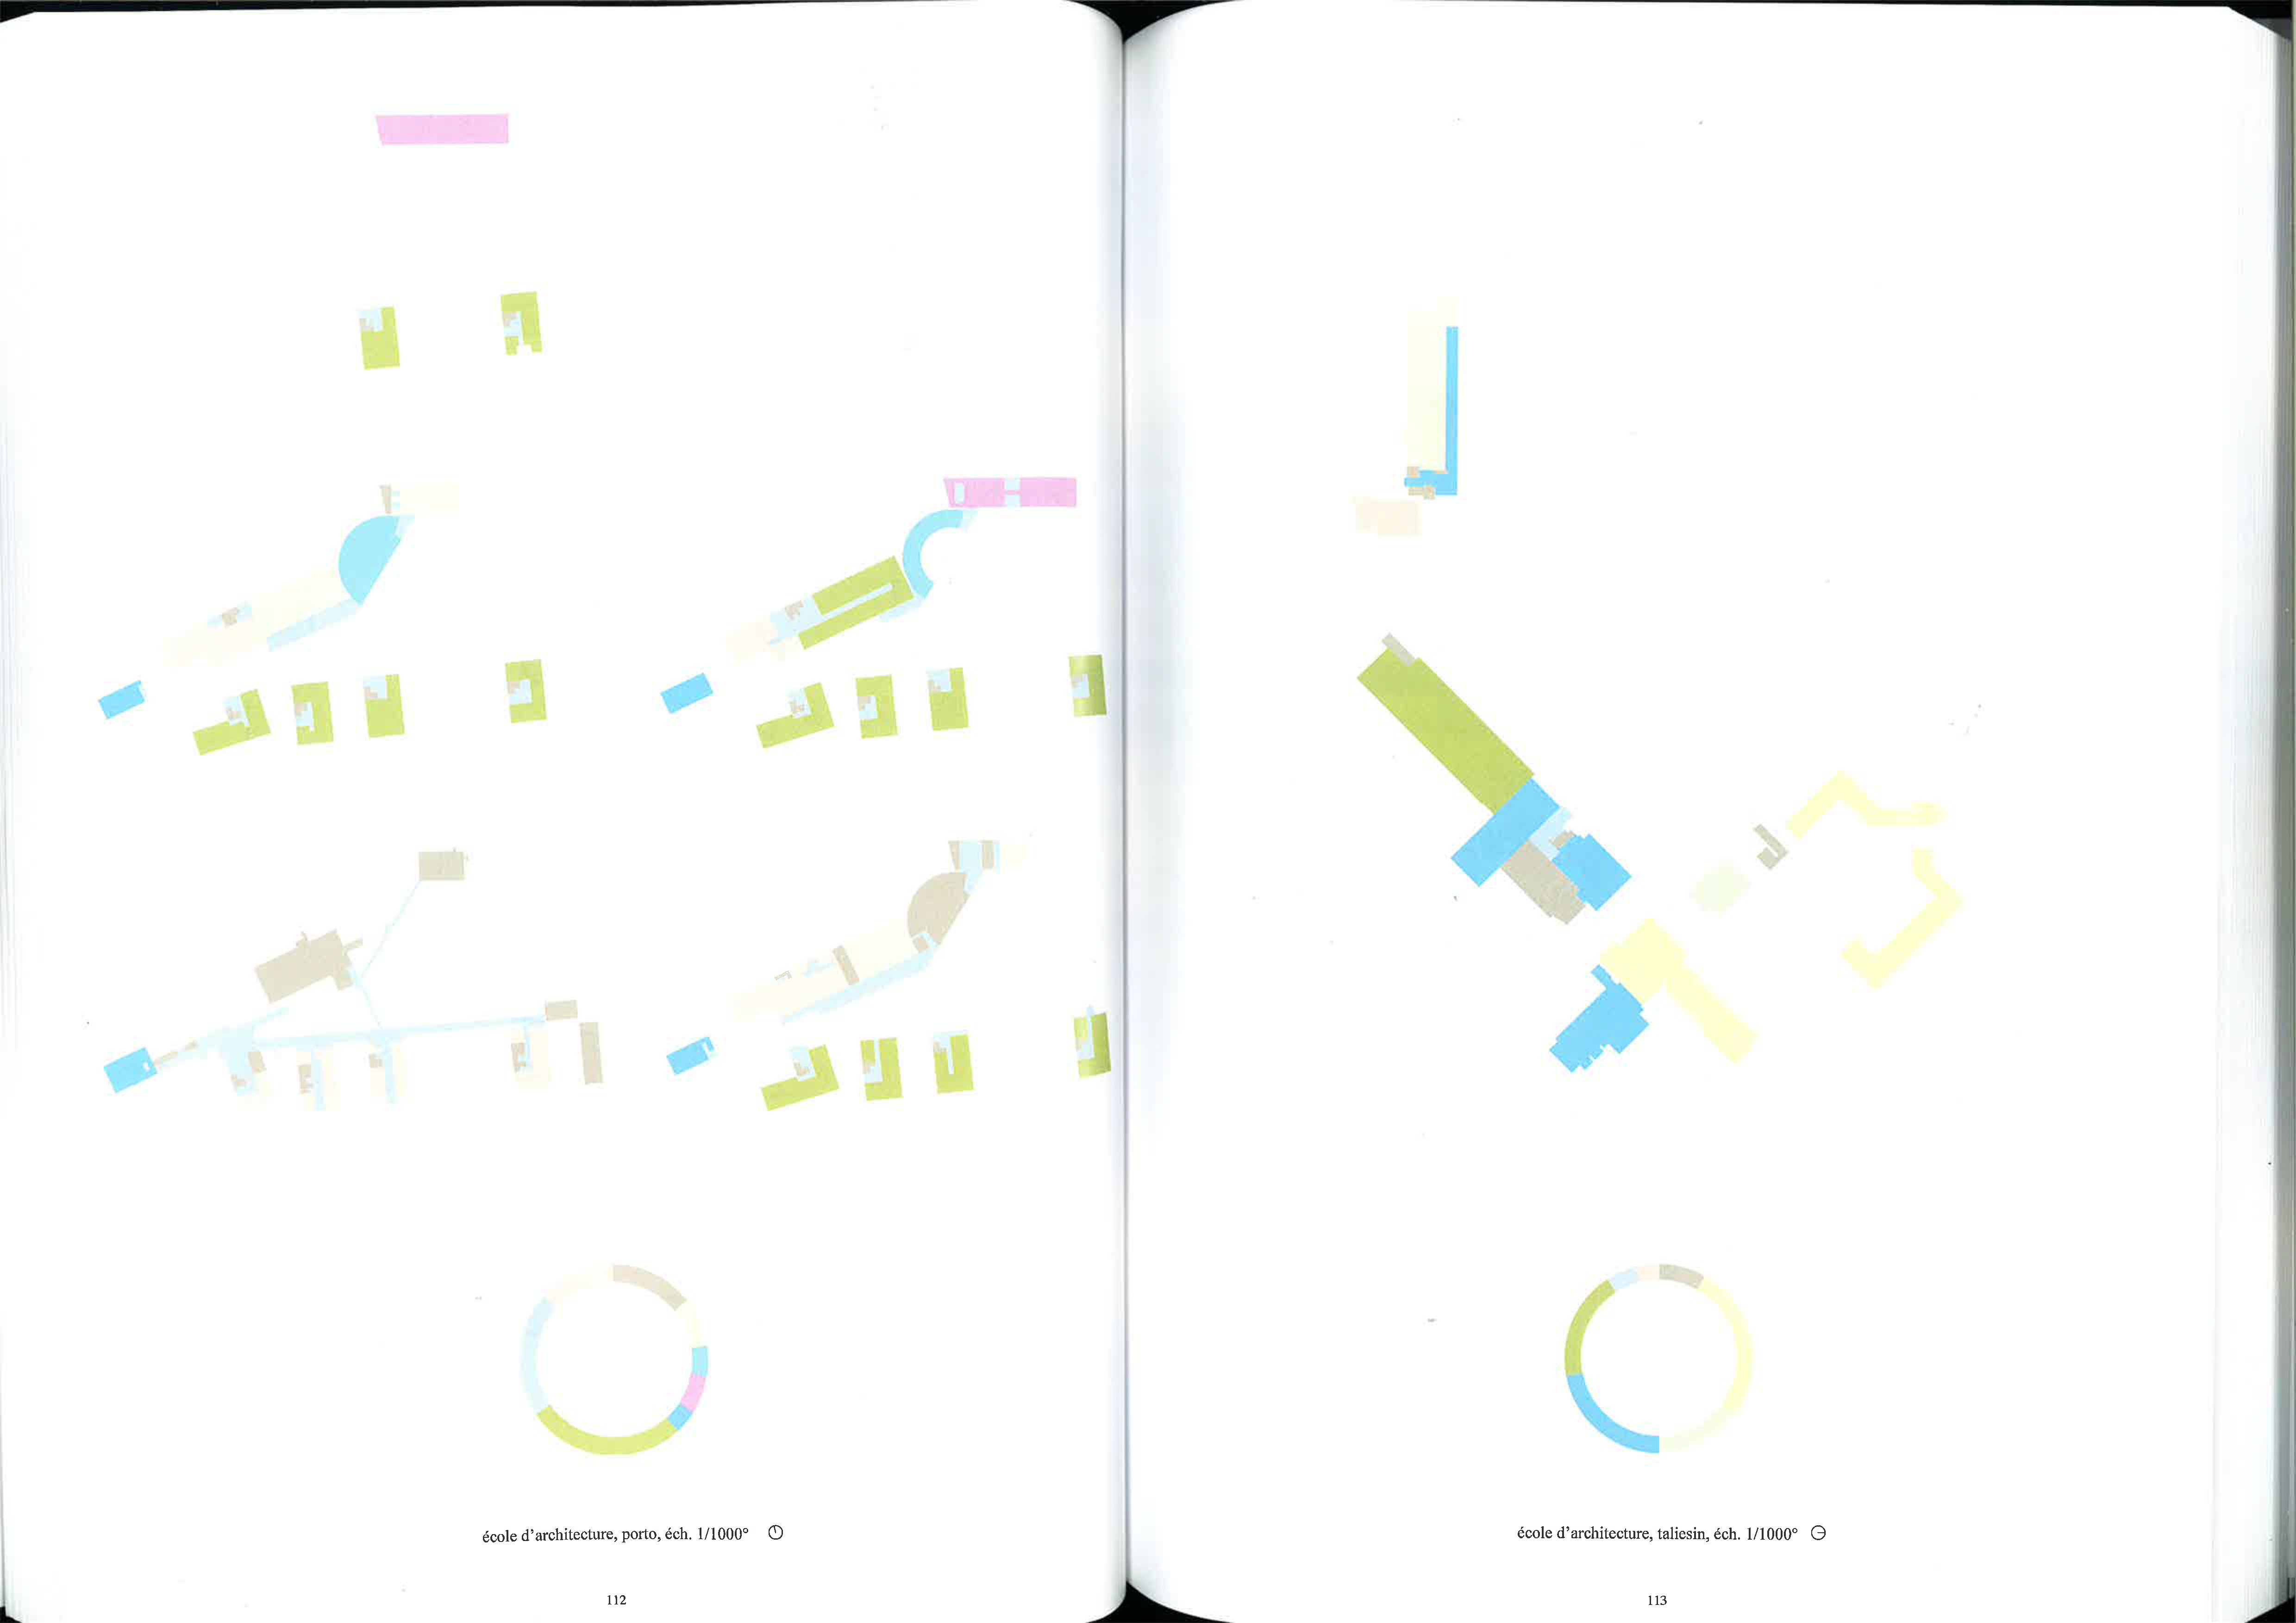 école d'architecture, porto, éch. 1/1000°
112
école d'architecture, taliesin, éch. 1/1000°
113